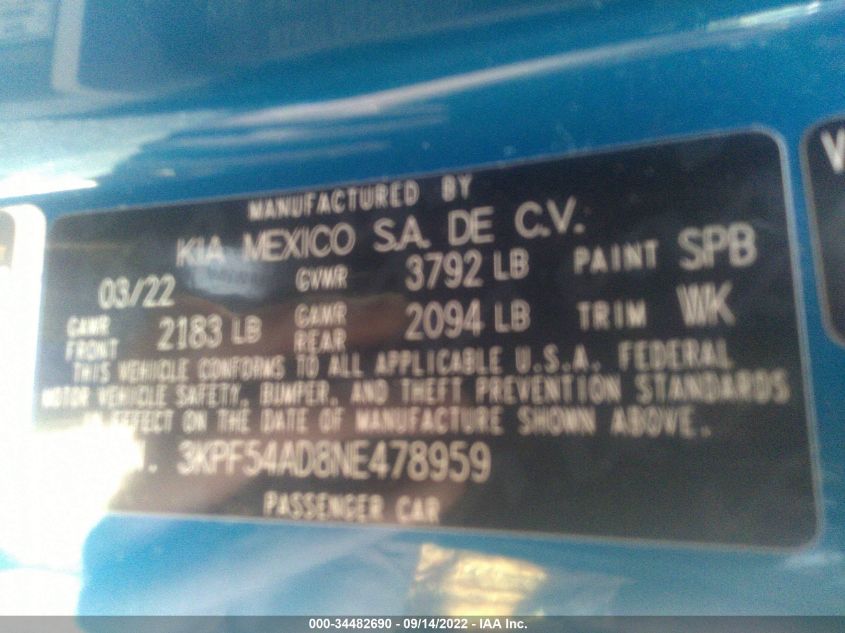 MANUFACTURED BY
KIA MEXICO S.A. DE C.V.
03/22 GVWR 3792 LB PAINT SPB
GAWR FRONT 2183 LB GAWR REAR 2094 LB TRIM WK
THIS VEHICLE CONFORMS TO ALL APPLICABLE U.S.A. FEDERAL
MOTOR VEHICLE SAFETY, BUMPER, AND THEFT PREVENTION STANDARDS
IN EFFECT ON THE DATE OF MANUFACTURE SHOWN ABOVE.
3KPF54AD8NE478959
PASSENGER CAR
V
000-34482690 - 09/14/2022 - IAA Inc.